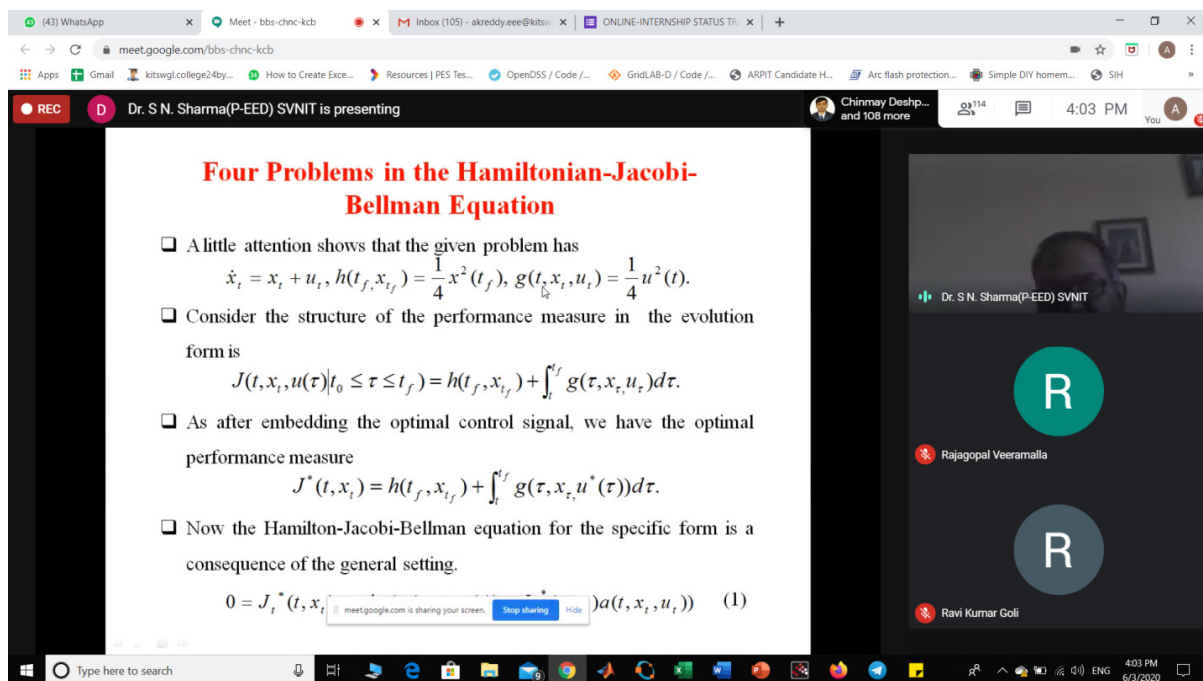 (43) WhatsApp
Meet - bbs-chnc-kcb
Inbox (105) - akreddy.eee@kitsw
ONLINE-INTERNSHIP STATUS TR
meet.google.com/bbs-chnc-kcb
A
Apps
Gmail
kitswgl.college24by...
How to Create Exce...
Resources | PES Tes...
OpenDSS / Code /...
GridLAB-D / Code /...
ARPIT Candidate H...
Arc flash protection...
Simple DIY homem...
SIH
»
REC
D
Dr. S N. Sharma(P-EED) SVNIT is presenting
Chinmay Deshp...
and 108 more
114
4:03 PM
You
A
Four Problems in the Hamiltonian-Jacobi-
Bellman Equation
❑ A little attention shows that the given problem has
ẋ_t = x_t + u_t, h(t_f, x_{t_f}) = 1/4 x²(t_f), g(t, x_t, u_t) = 1/4 u²(t).
❑ Consider the structure of the performance measure in the evolution
form is
J(t, x_t, u(τ)|t_0 ≤ τ ≤ t_f) = h(t_f, x_{t_f}) + ∫_t^{t_f} g(τ, x_τ, u_τ)dτ.
❑ As after embedding the optimal control signal, we have the optimal
performance measure
J*(t, x_t) = h(t_f, x_{t_f}) + ∫_t^{t_f} g(τ, x_τ, u*(τ))dτ.
❑ Now the Hamilton-Jacobi-Bellman equation for the specific form is a
consequence of the general setting.
0 = J_t*(t, x_t )a(t, x_t, u_t)) (1)
meet.google.com is sharing your screen.
Stop sharing
Hide
Dr. S N. Sharma(P-EED) SVNIT
R
Rajagopal Veeramalla
R
Ravi Kumar Goli
Type here to search
9
ENG
4:03 PM
6/3/2020